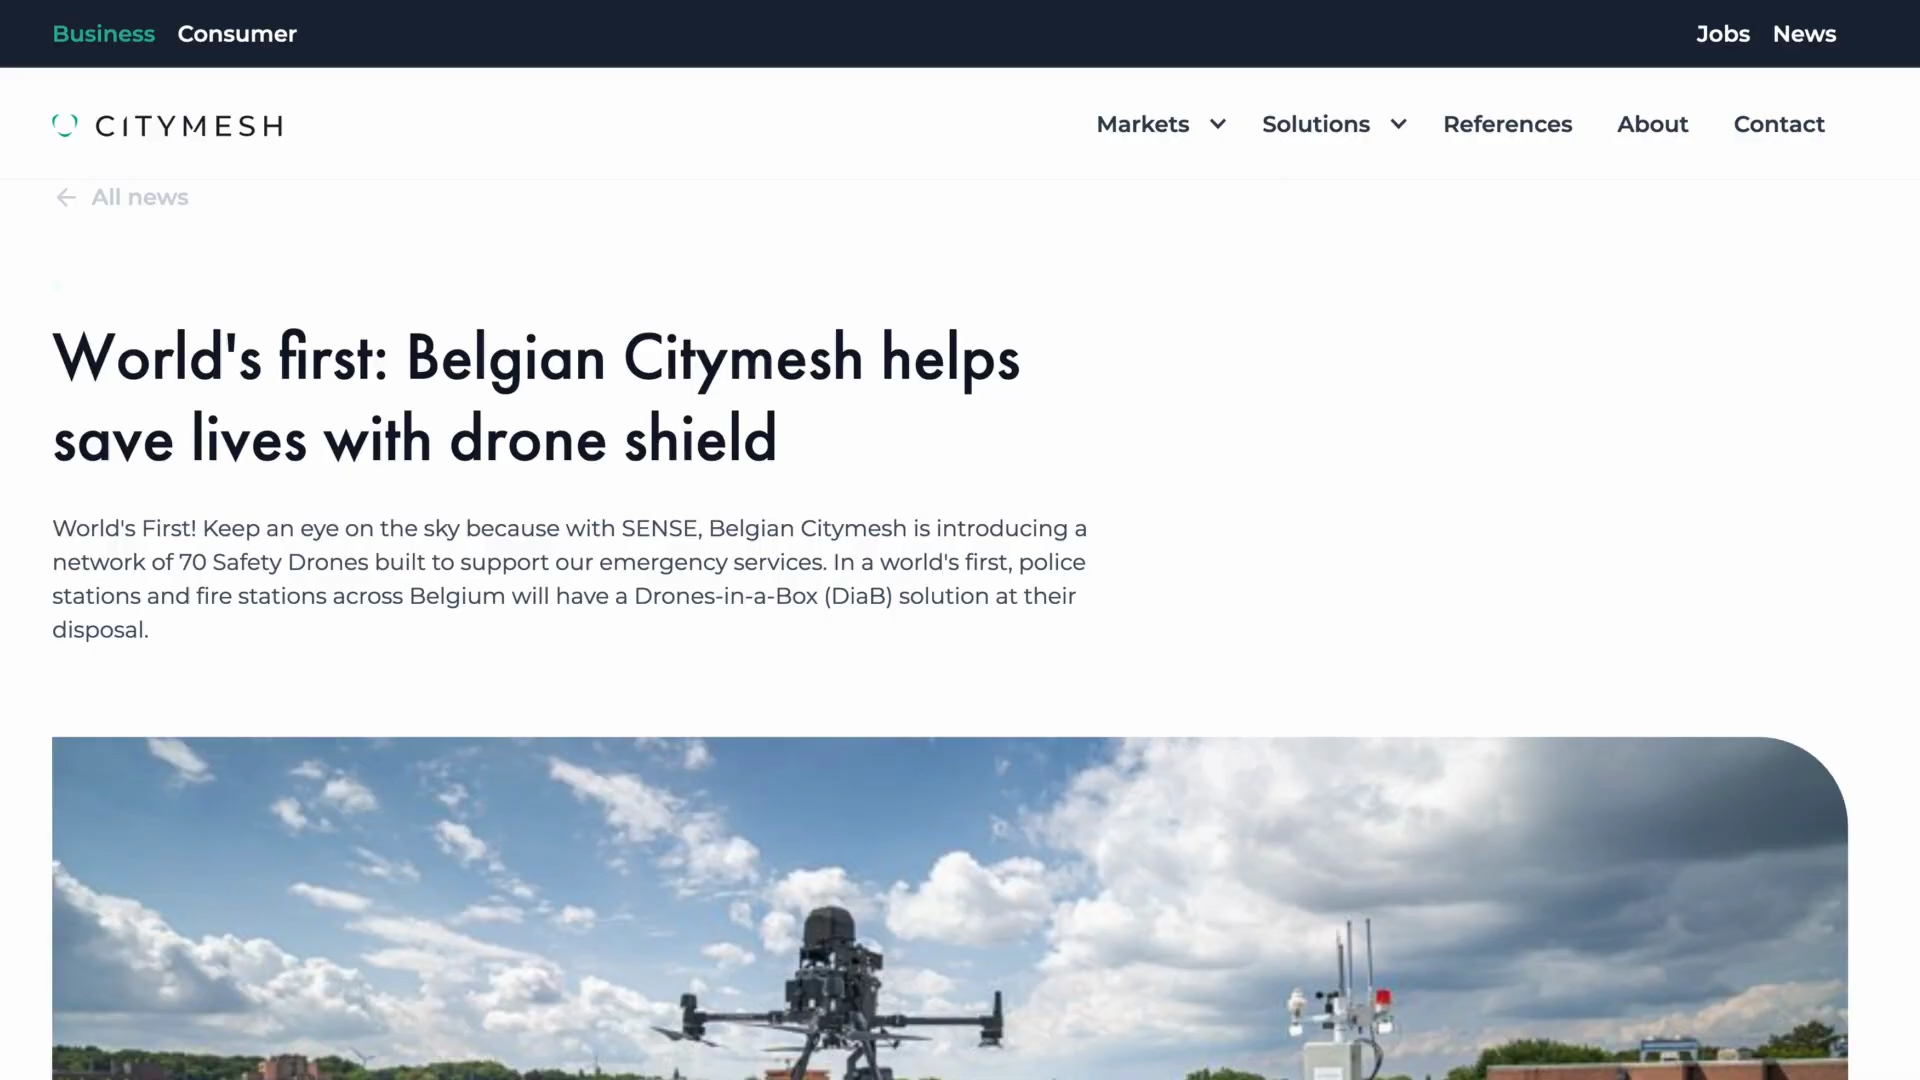 Business Consumer
Jobs News
CITYMESH
Markets Solutions References About Contact
All news
World's first: Belgian Citymesh helps
save lives with drone shield
World's First! Keep an eye on the sky because with SENSE, Belgian Citymesh is introducing a
network of 70 Safety Drones built to support our emergency services. In a world's first, police
stations and fire stations across Belgium will have a Drones-in-a-Box (DiaB) solution at their
disposal.